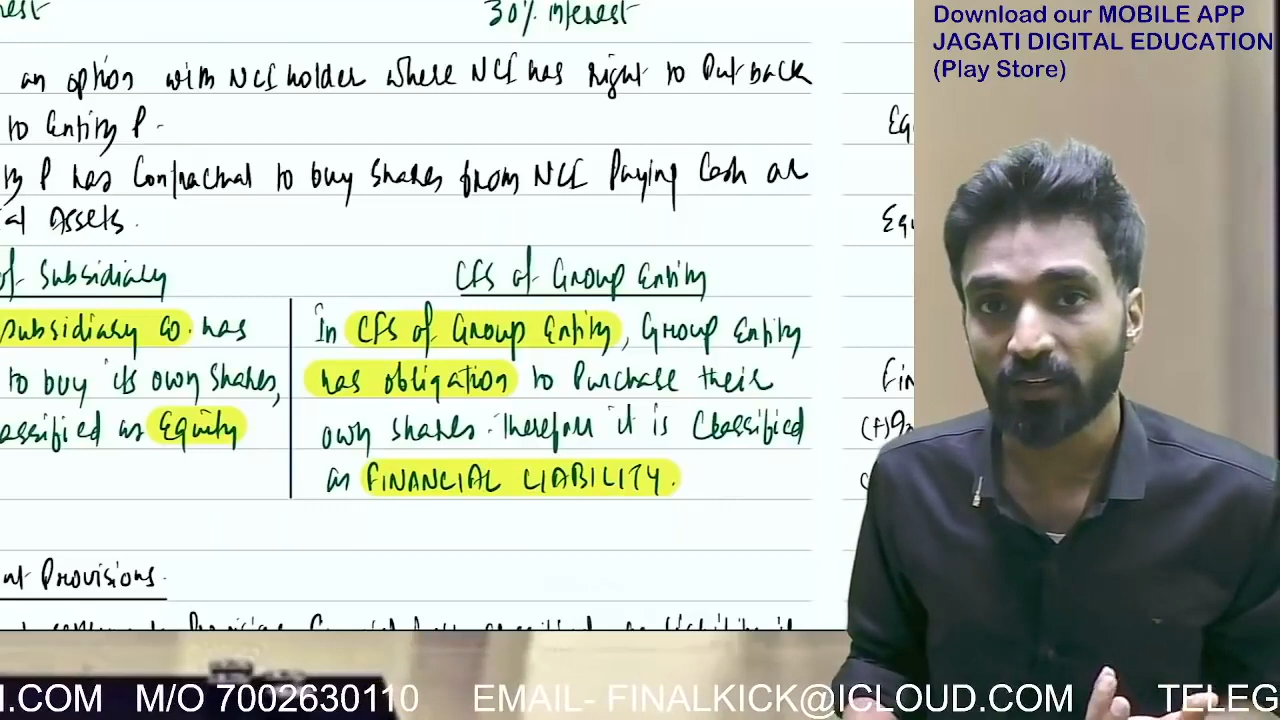 30% interest
an option with NCI holder where NCI has right to Put back
to Entity P.
P has Contractual to buy shares from NCI Paying Cash or
Assets.
of Subsidiary
CFS of Group Entity
Subsidiary Co. has
to buy its own shares,
as Equity
In CFS of Group Entity, Group Entity
has obligation to Purchase their
own shares. Therefore it is Classified
as FINANCIAL LIABILITY.
Provisions.
Download our MOBILE APP
JAGATI DIGITAL EDUCATION
(Play Store)
.COM M/O 7002630110 EMAIL- FINALKICK@ICLOUD.COM TELEG